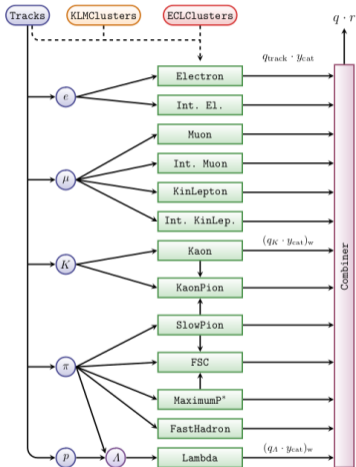 Tracks KLMClusters ECLClusters q · r
q_track · y_cat
Electron
e
Int. El.
Muon
Int. Muon
μ
KinLepton
Int. KinLep.
(q_K · y_cat)_w
Kaon
K
KaonPion
Combiner
SlowPion
π
FSC
MaximumP*
FastHadron
(q_Λ · y_cat)_w
p Λ Lambda